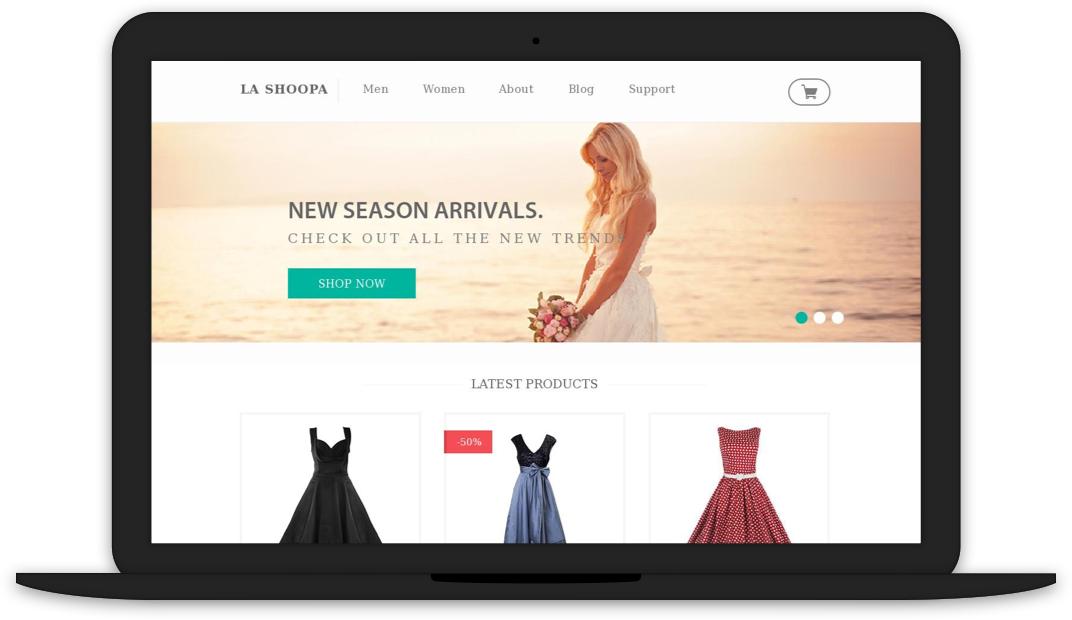 LA SHOOPA Men Women About Blog Support
NEW SEASON ARRIVALS.
CHECK OUT ALL THE NEW TRENDS
SHOP NOW
LATEST PRODUCTS
-50%